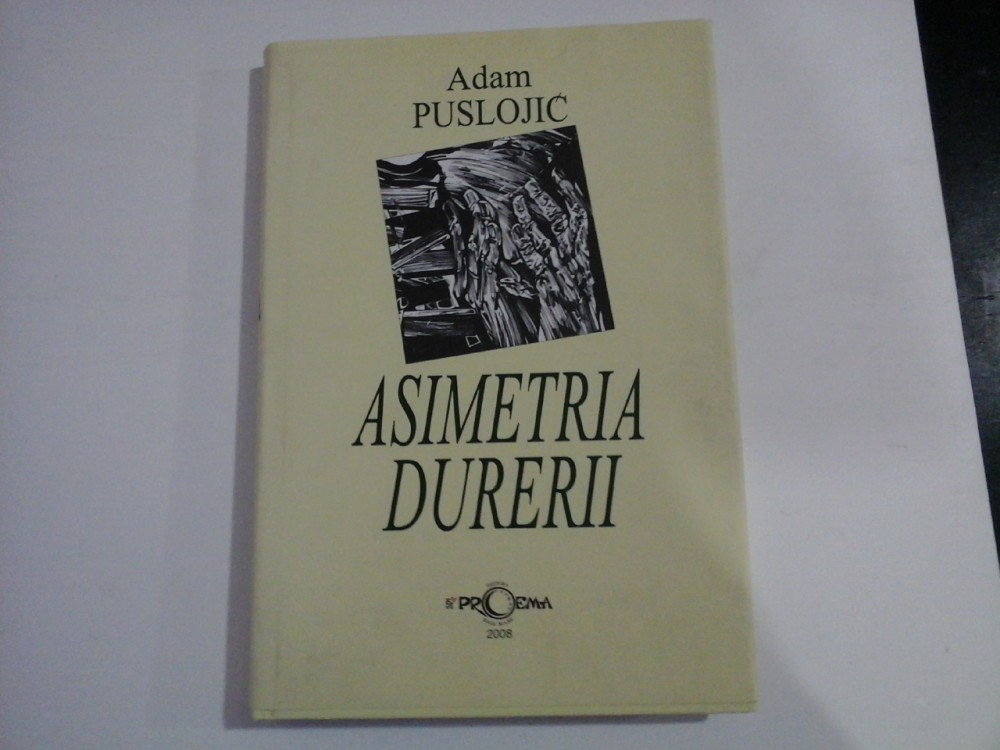 Adam
PUSLOJIĆ
ASIMETRIA
DURERII
PROEMA
2008